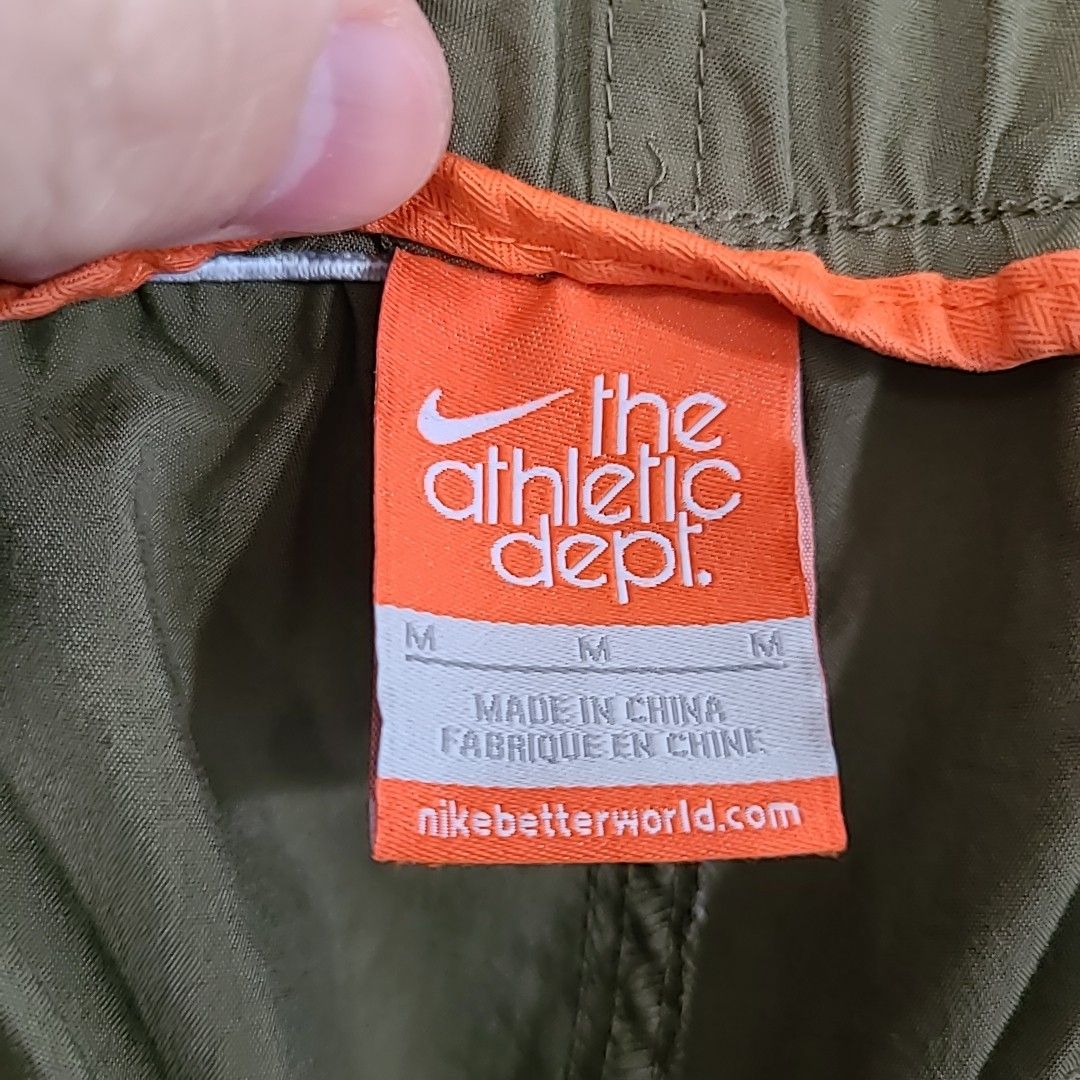 the
athletic
dept.
M M M
MADE IN CHINA
FABRIQUE EN CHINE
nikebetterworld.com